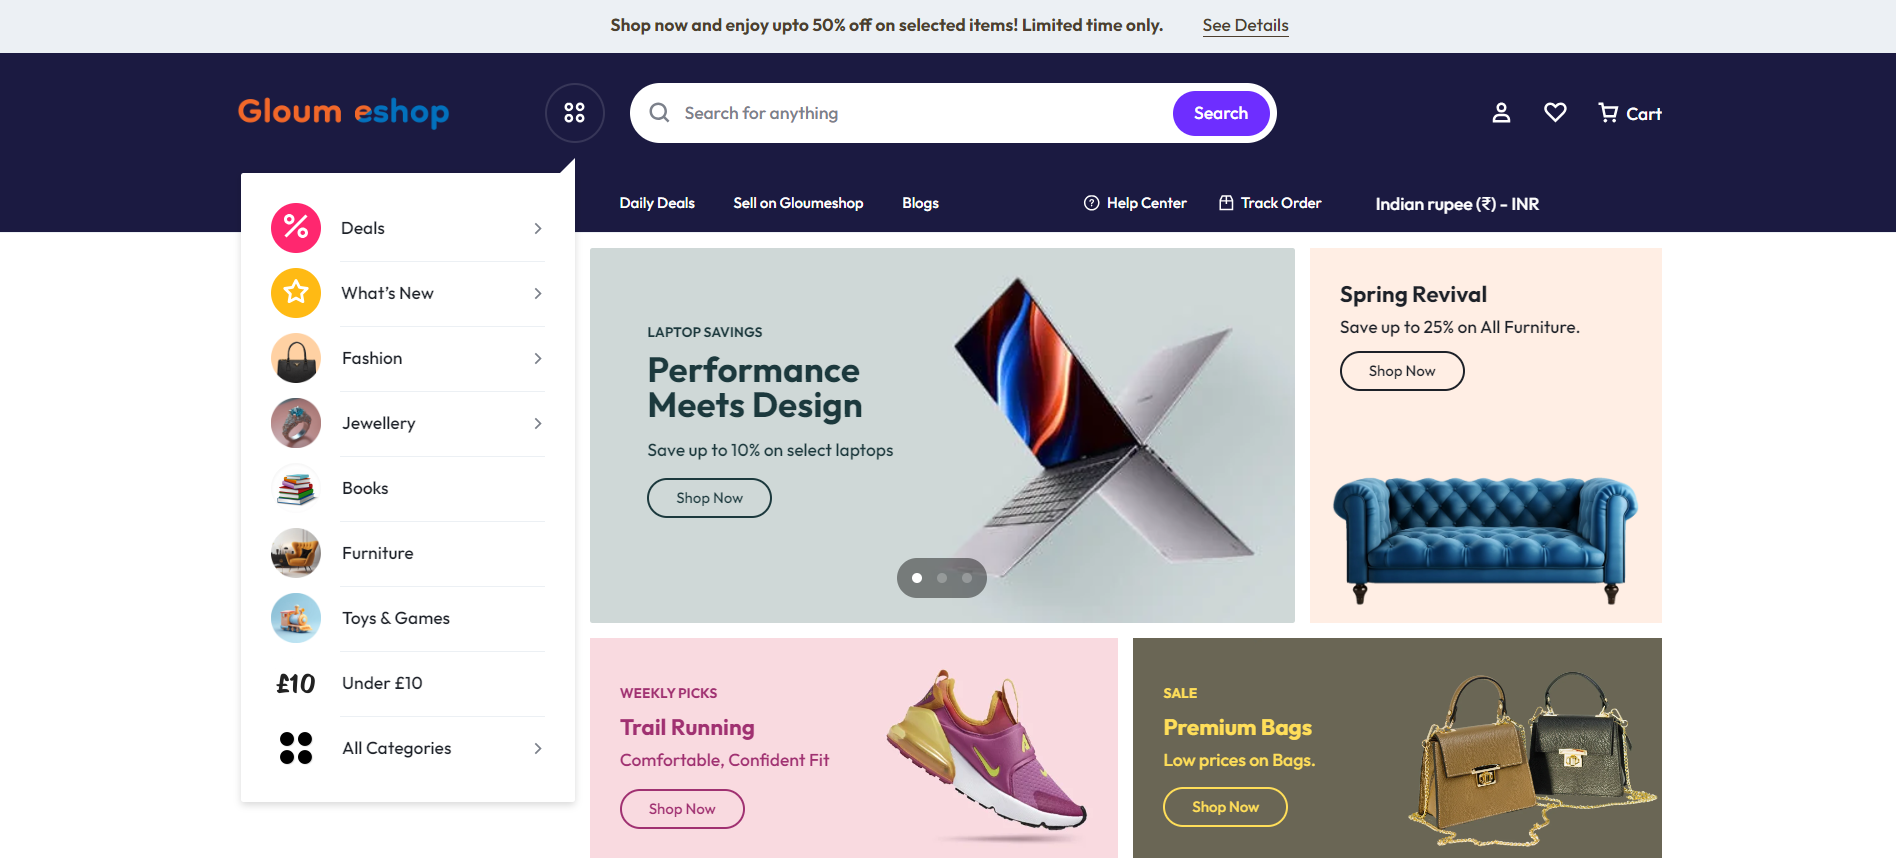 Shop now and enjoy upto 50% off on selected items! Limited time only. See Details
Gloum eshop
Search for anything
Search
Cart
Daily Deals
Sell on Gloumeshop
Blogs
Help Center
Track Order
Indian rupee (₹) - INR
Deals
What's New
Fashion
Jewellery
Books
Furniture
Toys & Games
£10 Under £10
All Categories
LAPTOP SAVINGS
Performance
Meets Design
Save up to 10% on select laptops
Shop Now
Spring Revival
Save up to 25% on All Furniture.
Shop Now
WEEKLY PICKS
Trail Running
Comfortable, Confident Fit
Shop Now
SALE
Premium Bags
Low prices on Bags.
Shop Now